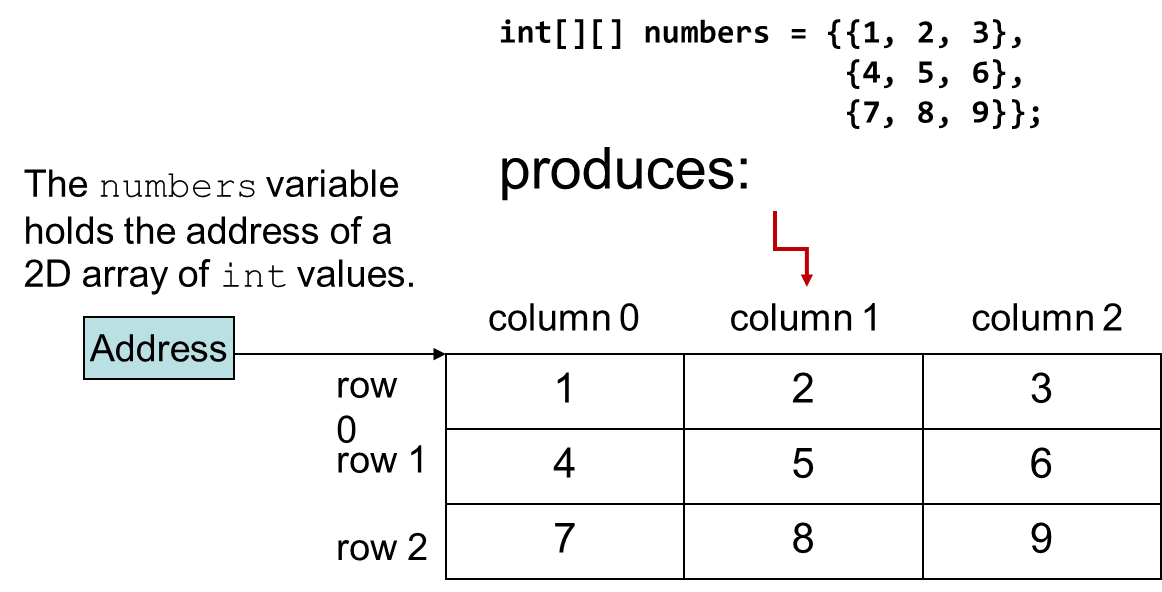 int[][] numbers = {{1, 2, 3},
{4, 5, 6},
{7, 8, 9}};
produces:
The numbers variable
holds the address of a
2D array of int values.
column 0 column 1 column 2
Address
row
0
1 2 3
row 1 4 5 6
row 2 7 8 9